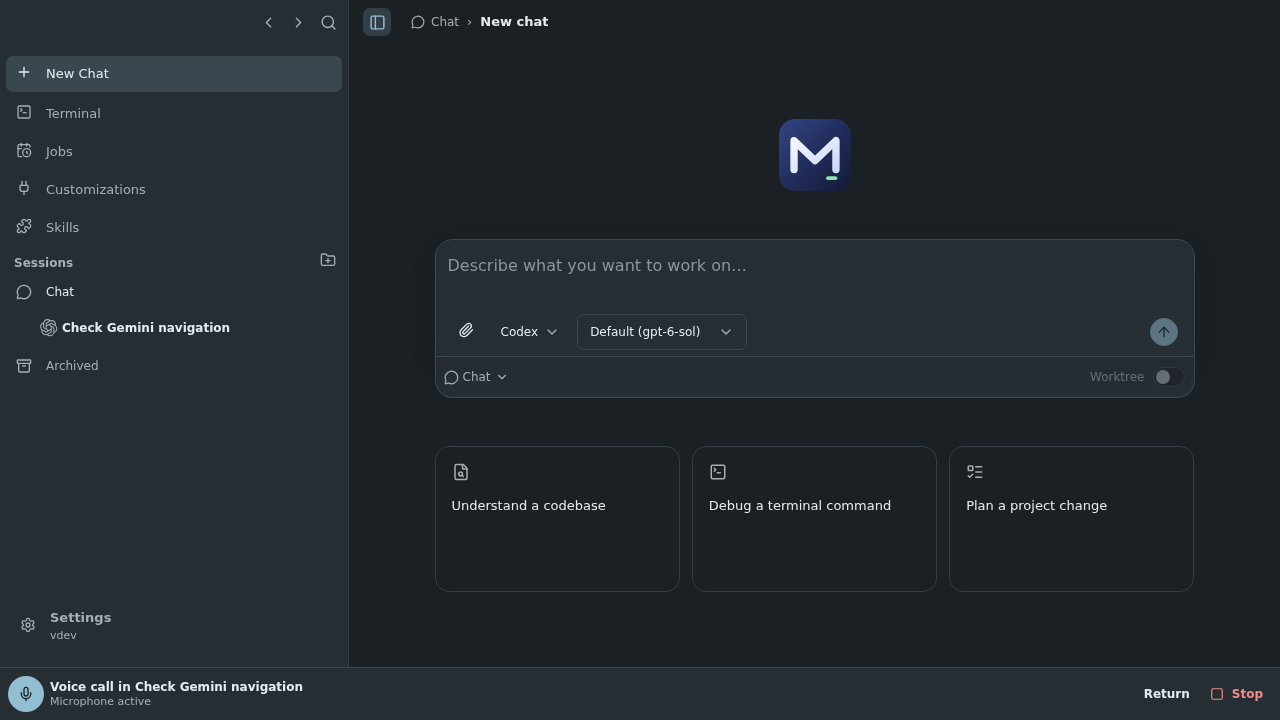 Chat › New chat
New Chat
Terminal
Jobs
Customizations
Skills
Sessions
Chat
Check Gemini navigation
Archived
Settings
vdev
M
Describe what you want to work on...
Codex
Default (gpt-6-sol)
Chat
Worktree
Understand a codebase
Debug a terminal command
Plan a project change
Voice call in Check Gemini navigation
Microphone active
Return
Stop